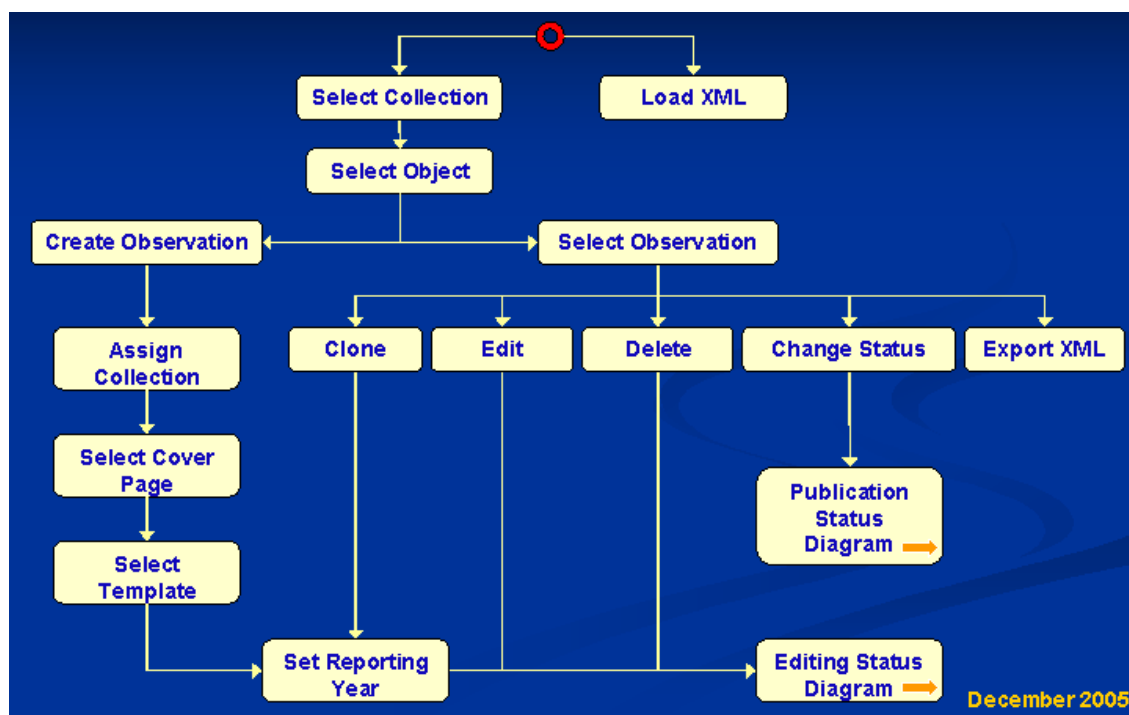 Select Collection
Load XML
Select Object
Create Observation
Select Observation
Assign
Collection
Clone
Edit
Delete
Change Status
Export XML
Select Cover
Page
Publication
Status
Diagram
Select
Template
Set Reporting
Year
Editing Status
Diagram
December 2005